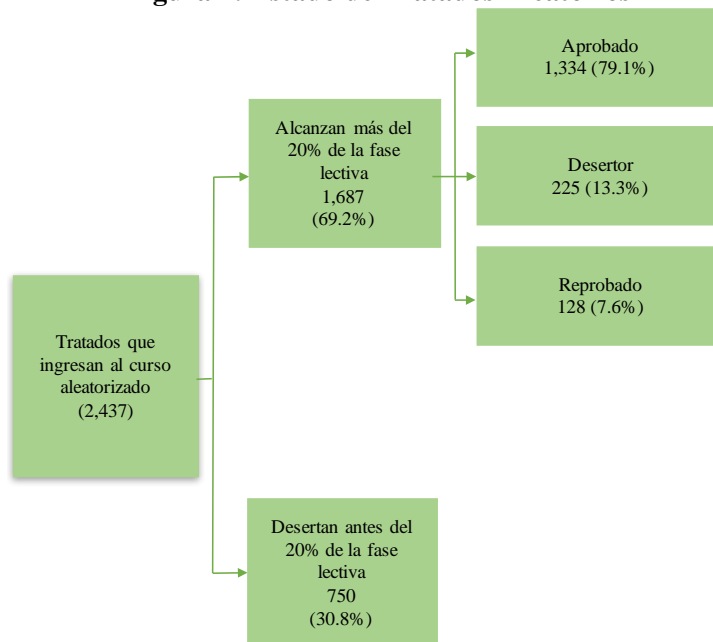 Aprobado
1,334 (79.1%)
Alcanzan más del
20% de la fase
lectiva
1,687
(69.2%)
Desertor
225 (13.3%)
Reprobado
128 (7.6%)
Tratados que
ingresan al curso
aleatorizado
(2,437)
Desertan antes del
20% de la fase
lectiva
750
(30.8%)